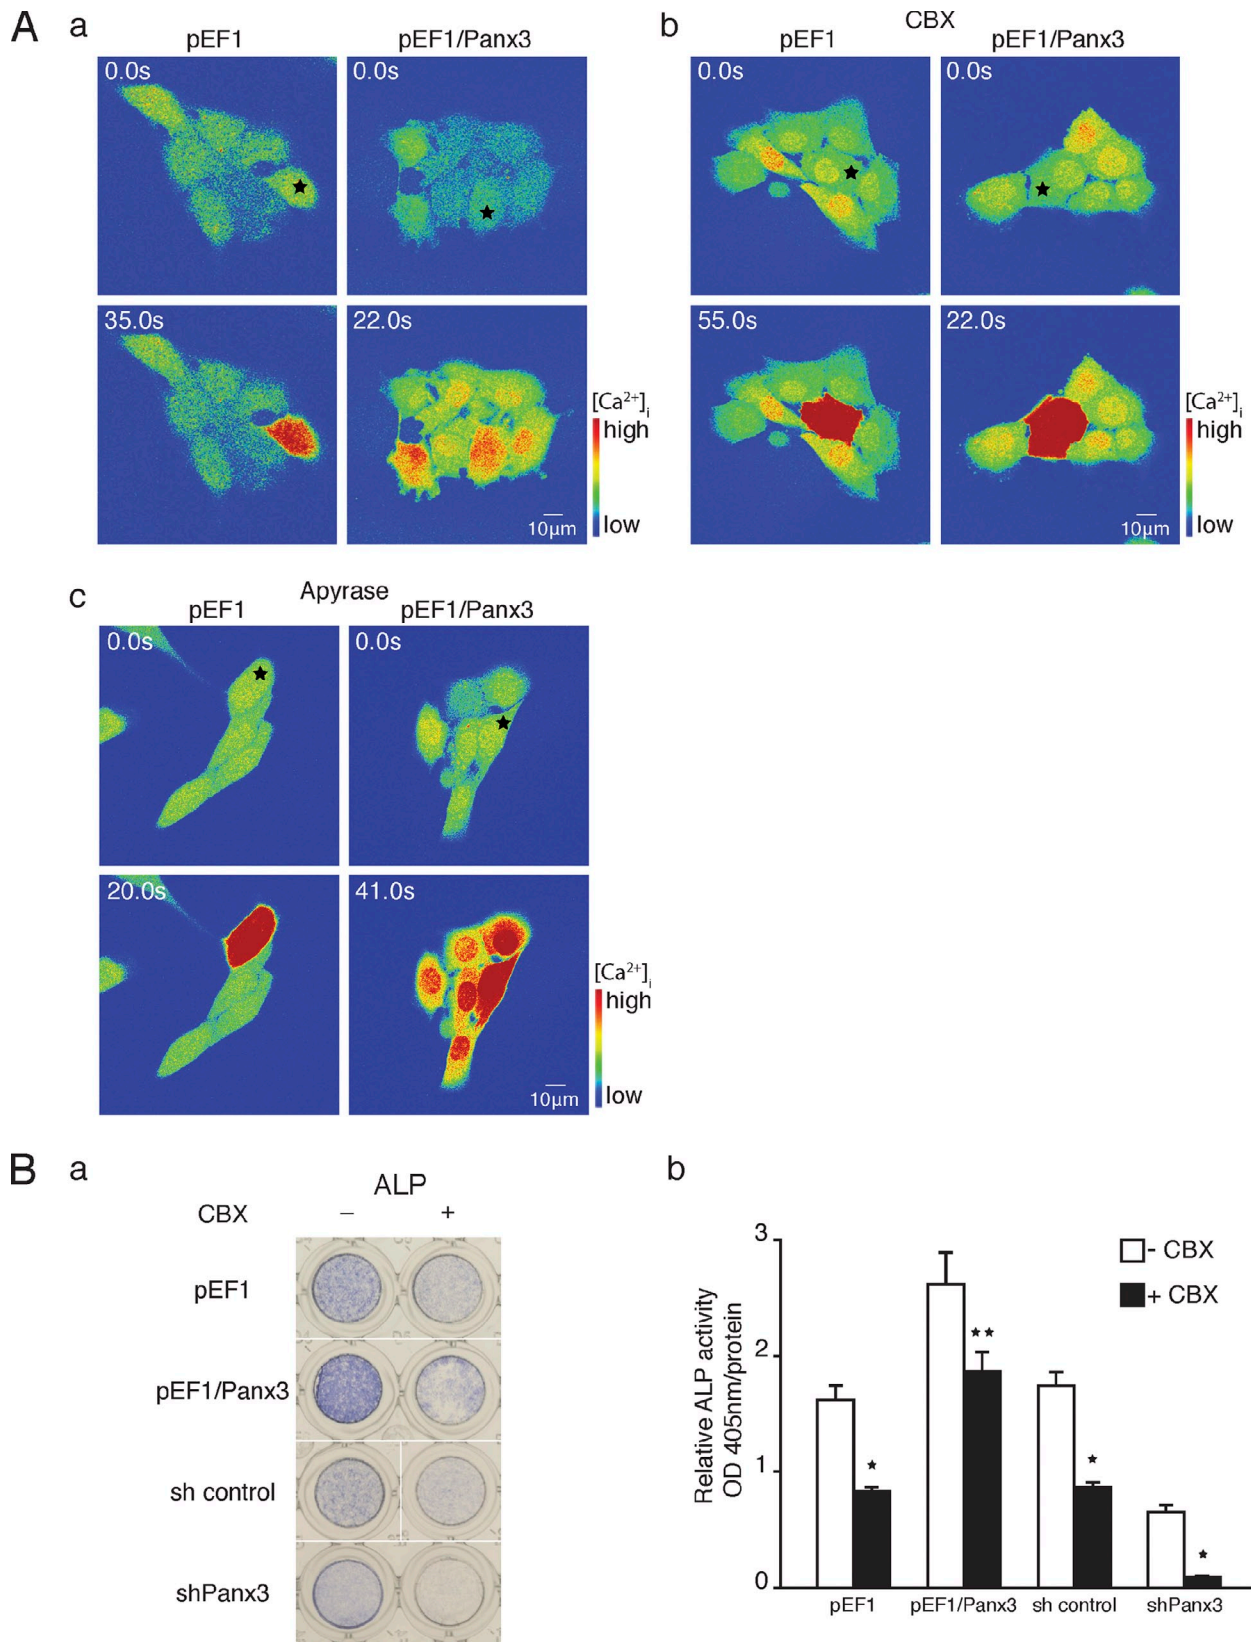 A
a
pEF1
pEF1/Panx3
0.0s
0.0s
35.0s
22.0s
[Ca²⁺]i
high
low
10µm
b
CBX
pEF1
pEF1/Panx3
0.0s
0.0s
55.0s
22.0s
[Ca²⁺]i
high
low
10µm
c
Apyrase
pEF1
pEF1/Panx3
0.0s
0.0s
20.0s
41.0s
[Ca²⁺]i
high
low
10µm
B
a
ALP
CBX
–
+
pEF1
pEF1/Panx3
sh control
shPanx3
b
Relative ALP activity
OD 405nm/protein
3
2
1
0
- CBX
+ CBX
pEF1
pEF1/Panx3
sh control
shPanx3